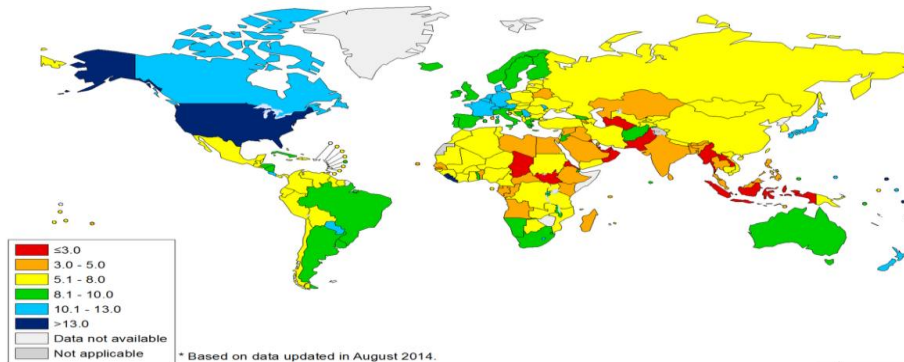 ≤3.0
3.0 - 5.0
5.1 - 8.0
8.1 - 10.0
10.1 - 13.0
>13.0
Data not available
Not applicable
* Based on data updated in August 2014.